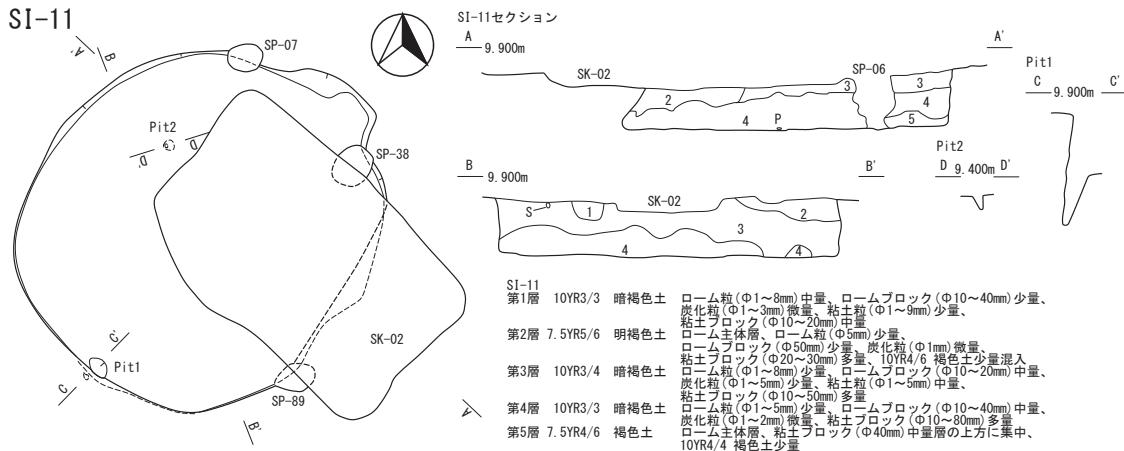 SI-11
A'
B
SP-07
Pit2
D
D'
SP-38
C'
C
Pit1
SK-02
SP-89
B'
A
SI-11セクション
A 9.900m A'
SK-02
SP-06
2
3
4
P
3
4
5
Pit1
C 9.900m C'
B 9.900m B'
SK-02
S
1
2
3
4
4
Pit2
D 9.400m D'
SI-11
第1層 10YR3/3 暗褐色土 ローム粒(Φ1～8㎜)中量、ロームブロック(Φ10～40㎜)少量、
炭化粒(Φ1～3㎜)微量、粘土粒(Φ1～9㎜)少量、
粘土ブロック(Φ10～20㎜)中量
第2層 7.5YR5/6 明褐色土 ローム主体層、ローム粒(Φ5㎜)少量、
ロームブロック(Φ50㎜)少量、炭化粒(Φ1㎜)微量、
粘土ブロック(Φ20～30㎜)多量、10YR4/6 褐色土少量混入
第3層 10YR3/4 暗褐色土 ローム粒(Φ1～8㎜)少量、ロームブロック(Φ10～20㎜)中量、
炭化粒(Φ1～5㎜)少量、粘土粒(Φ1～5㎜)中量、
粘土ブロック(Φ10～50㎜)多量
第4層 10YR3/3 暗褐色土 ローム粒(Φ1～5㎜)少量、ロームブロック(Φ10～40㎜)中量、
炭化粒(Φ1～2㎜)微量、粘土ブロック(Φ10～80㎜)多量
第5層 7.5YR4/6 褐色土 ローム主体層、粘土ブロック(Φ40㎜)中量層の上方に集中、
10YR4/4 褐色土少量